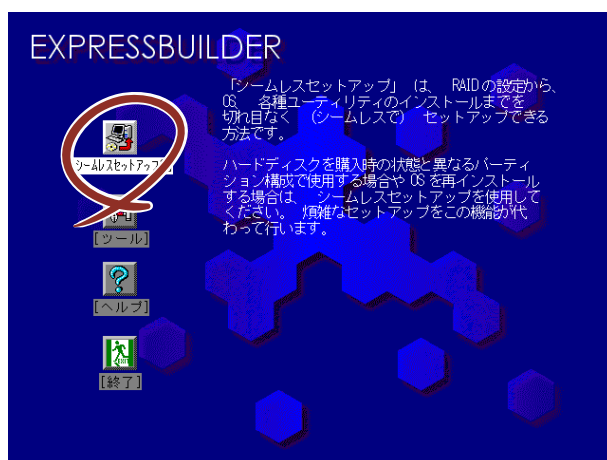 EXPRESSBUILDER
「シームレスセットアップ」 は、 RAIDの設定から、
OS、 各種ユーティリティのインストールまでを
切れ目なく （シームレスで） セットアップできる
方法です。
ハードディスクを購入時の状態と異なるパーティ
ション構成で使用する場合や OSを再インストール
する場合は、 シームレスセットアップを使用して
ください。 煩雑なセットアップをこの機能が代
わって行います。
シームレスセットアップ
[ツール]
[ヘルプ]
[終了]